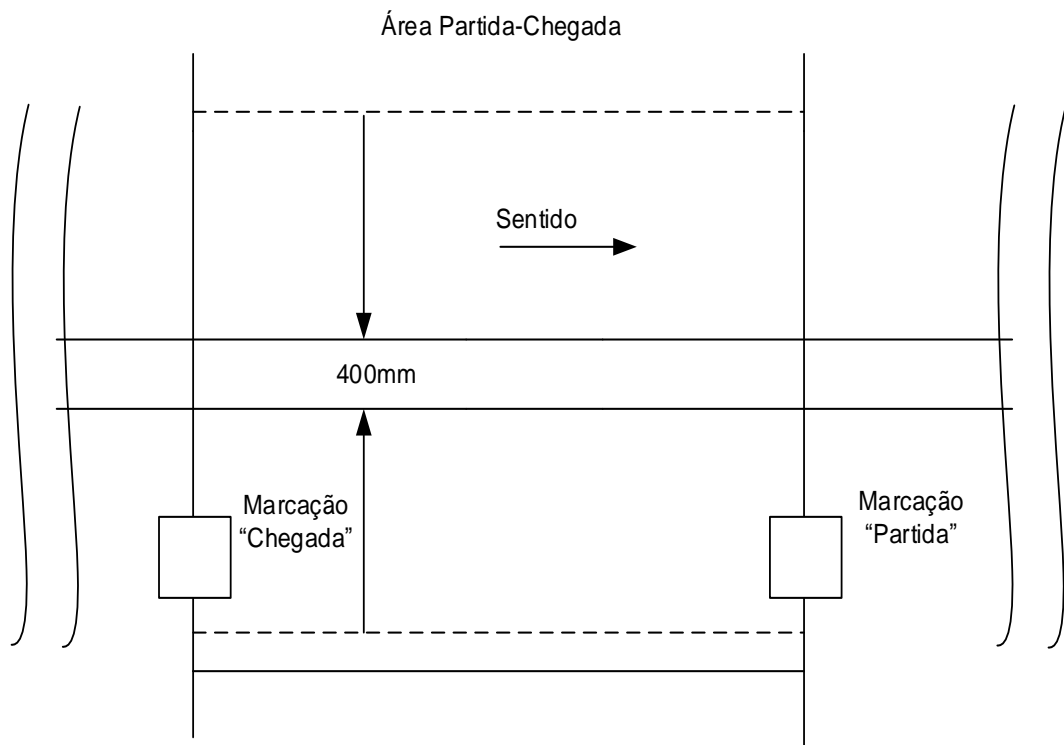 Área Partida-Chegada
Sentido
400mm
Marcação
“Chegada”
Marcação
“Partida”